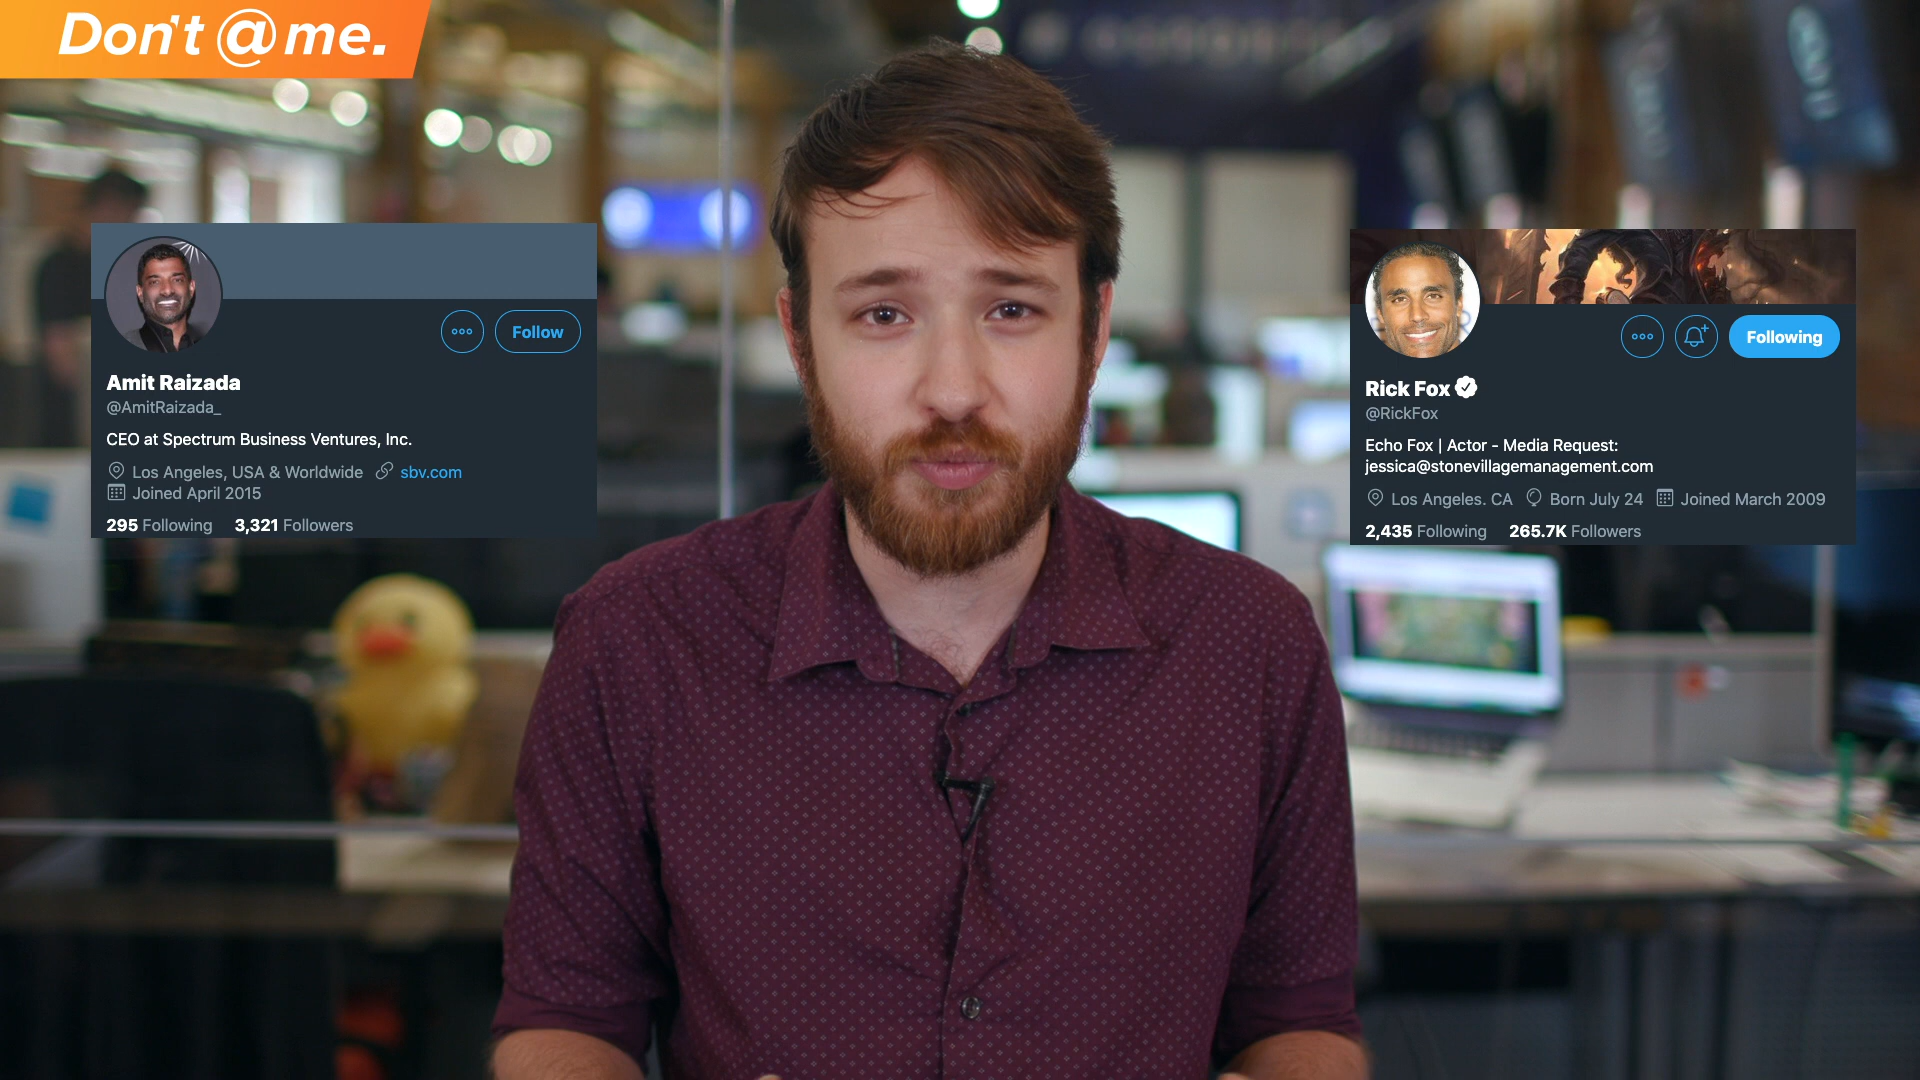 Don't @ me.
Follow
Amit Raizada
@AmitRaizada_
CEO at Spectrum Business Ventures, Inc.
Los Angeles, USA & Worldwide sbv.com
Joined April 2015
295 Following 3,321 Followers
Following
Rick Fox
@RickFox
Echo Fox | Actor - Media Request:
jessica@stonevillagemanagement.com
Los Angeles. CA Born July 24 Joined March 2009
2,435 Following 265.7K Followers